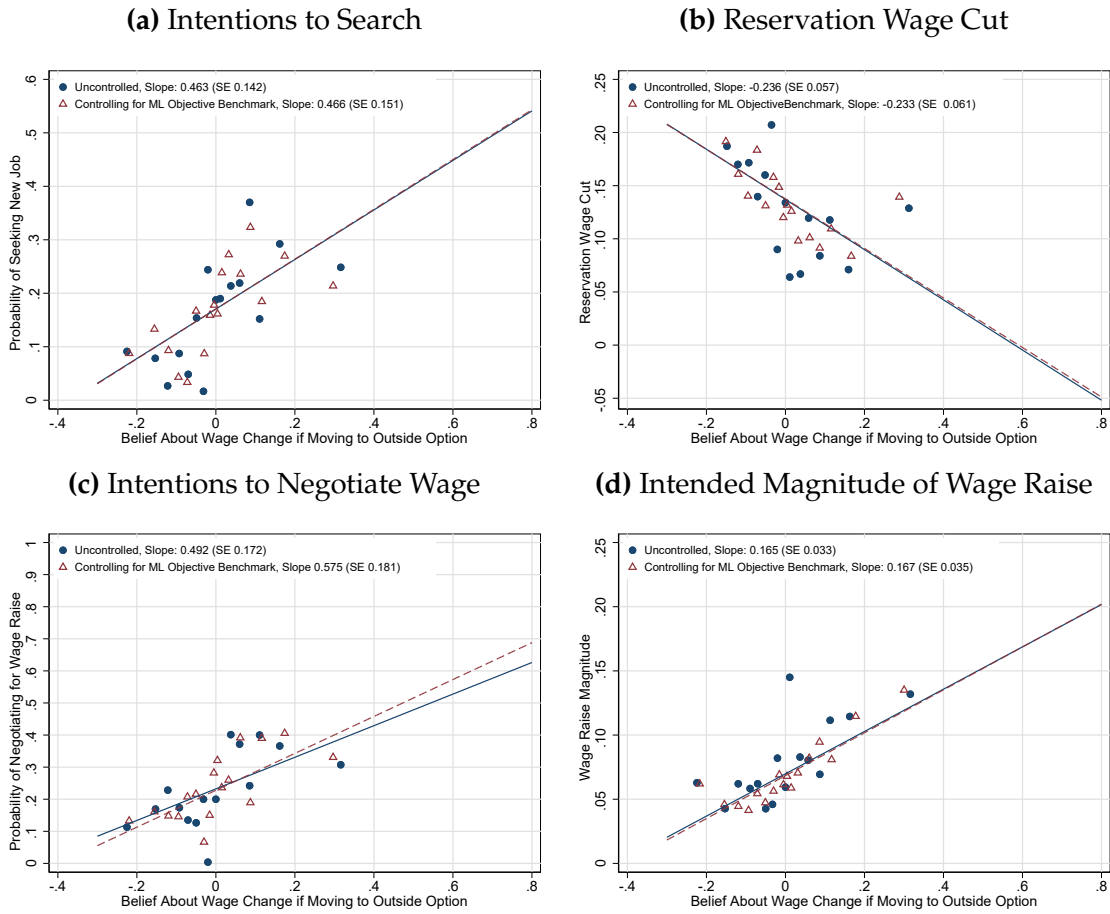 (a) Intentions to Search
Uncontrolled, Slope: 0.463 (SE 0.142)
Controlling for ML Objective Benchmark, Slope: 0.466 (SE 0.151)
Probability of Seeking New Job
0 .1 .2 .3 .4 .5 .6
-.4 -.2 0 .2 .4 .6 .8
Belief About Wage Change if Moving to Outside Option
(b) Reservation Wage Cut
Uncontrolled, Slope: -0.236 (SE 0.057)
Controlling for ML ObjectiveBenchmark, Slope: -0.233 (SE 0.061)
Reservation Wage Cut
-.05 0 .05 .10 .15 .20 .25
-.4 -.2 0 .2 .4 .6 .8
Belief About Wage Change if Moving to Outside Option
(c) Intentions to Negotiate Wage
Uncontrolled, Slope: 0.492 (SE 0.172)
Controlling for ML Objective Benchmark, Slope 0.575 (SE 0.181)
Probability of Negotiating for Wage Raise
0 .1 .2 .3 .4 .5 .6 .7 .8 .9 1
-.4 -.2 0 .2 .4 .6 .8
Belief About Wage Change if Moving to Outside Option
(d) Intended Magnitude of Wage Raise
Uncontrolled, Slope: 0.165 (SE 0.033)
Controlling for ML Objective Benchmark, Slope: 0.167 (SE 0.035)
Wage Raise Magnitude
0 .05 .10 .15 .20 .25
-.4 -.2 0 .2 .4 .6 .8
Belief About Wage Change if Moving to Outside Option